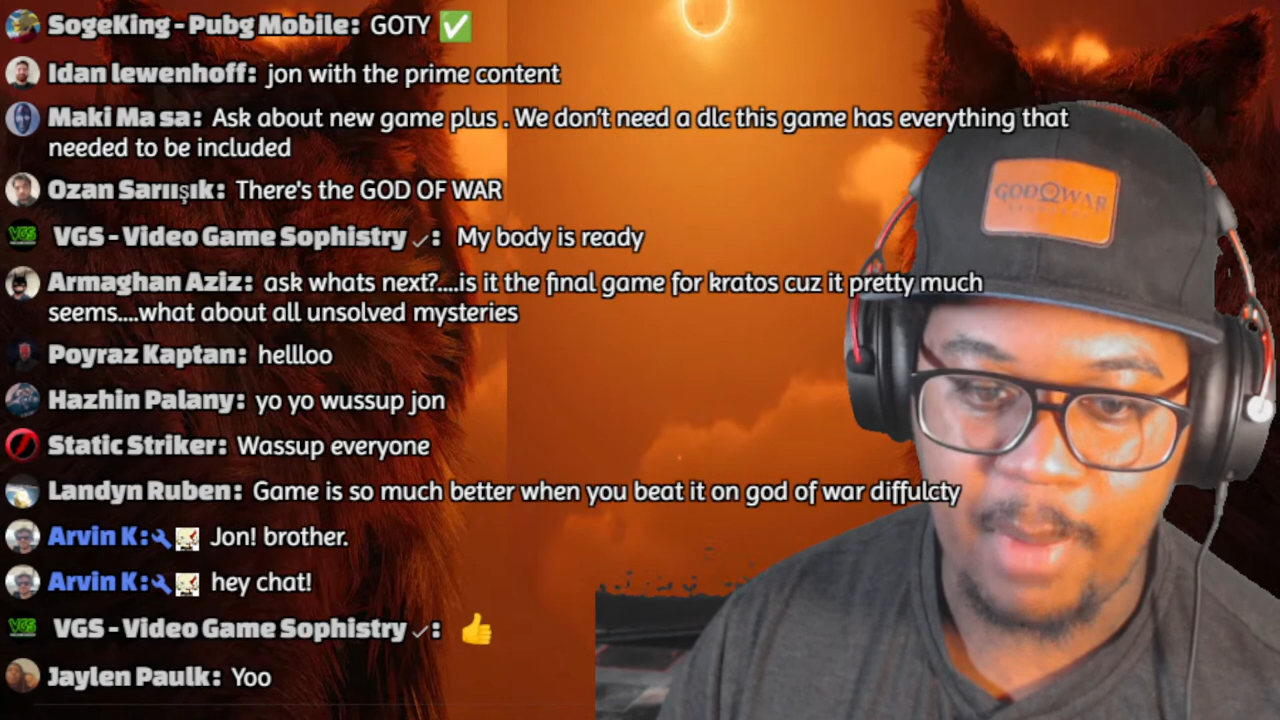 SogeKing - Pubg Mobile: GOTY ✅
Idan lewenhoff: jon with the prime content
Maki Ma sa: Ask about new game plus . We don't need a dlc this game has everything that
needed to be included
Ozan Sarıışık: There's the GOD OF WAR
VGS - Video Game Sophistry ✓: My body is ready
Armaghan Aziz: ask whats next?....is it the final game for kratos cuz it pretty much
seems....what about all unsolved mysteries
Poyraz Kaptan: hellloo
Hazhin Palany: yo yo wussup jon
Static Striker: Wassup everyone
Landyn Ruben: Game is so much better when you beat it on god of war diffulcty
Arvin K: Jon! brother.
Arvin K: hey chat!
VGS - Video Game Sophistry ✓: 👍
Jaylen Paulk: Yoo
GOD OF WAR
VGS
VGS